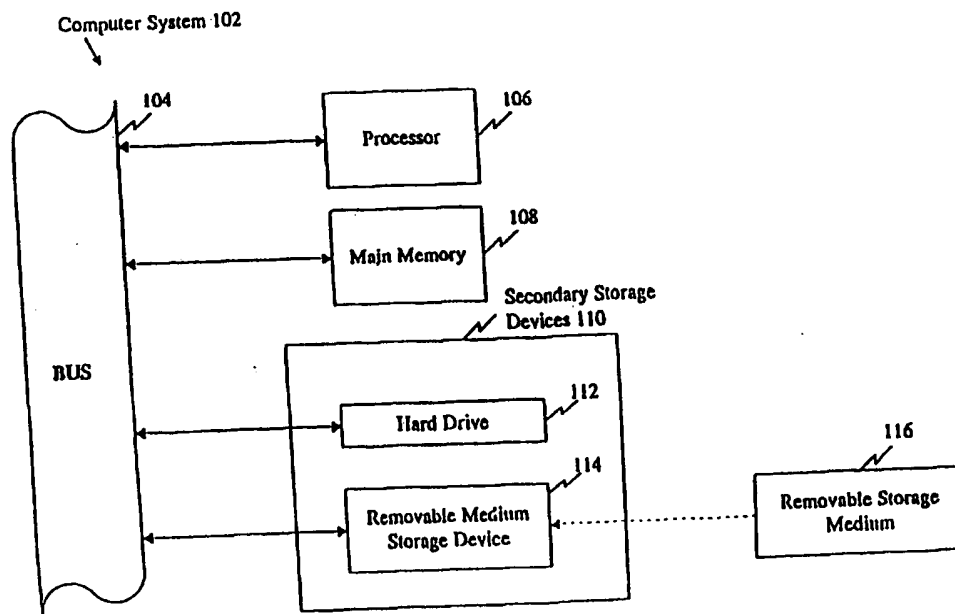 Computer System 102
104
106
Processor
108
Main Memory
Secondary Storage
Devices 110
BUS
112
Hard Drive
114
116
Removable Medium
Storage Device
Removable Storage
Medium